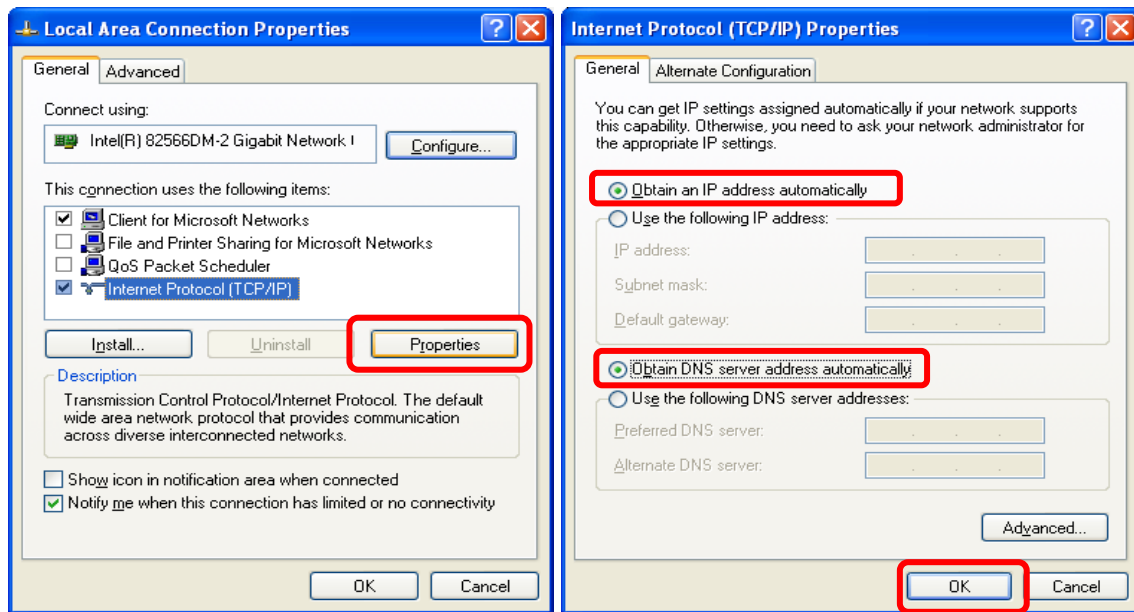 Local Area Connection Properties
General
Advanced
Connect using:
Intel(R) 82566DM-2 Gigabit Network
Configure...
This connection uses the following items:
Client for Microsoft Networks
File and Printer Sharing for Microsoft Networks
QoS Packet Scheduler
Internet Protocol (TCP/IP)
Install...
Uninstall
Properties
Description
Transmission Control Protocol/Internet Protocol. The default
wide area network protocol that provides communication
across diverse interconnected networks.
Show icon in notification area when connected
Notify me when this connection has limited or no connectivity
OK
Cancel
Internet Protocol (TCP/IP) Properties
General
Alternate Configuration
You can get IP settings assigned automatically if your network supports
this capability. Otherwise, you need to ask your network administrator for
the appropriate IP settings.
Obtain an IP address automatically
Use the following IP address:
IP address:
Subnet mask:
Default gateway:
Obtain DNS server address automatically
Use the following DNS server addresses:
Preferred DNS server:
Alternate DNS server:
Advanced...
OK
Cancel